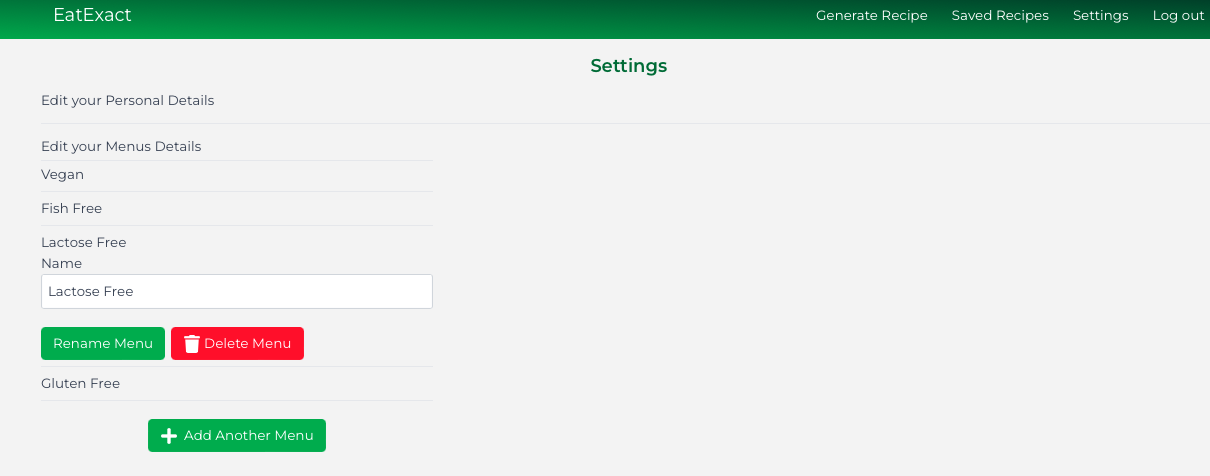 EatExact
Generate Recipe Saved Recipes Settings Log out
Settings
Edit your Personal Details
Edit your Menus Details
Vegan
Fish Free
Lactose Free
Name
Lactose Free
Rename Menu Delete Menu
Gluten Free
Add Another Menu